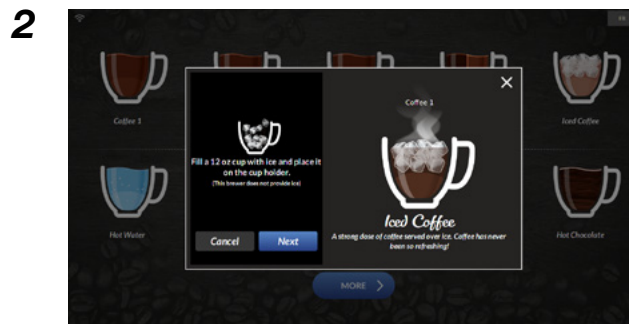 2
Coffee 1
Fill a 12 oz cup with ice and place it
on the cup holder.
(This brewer does not provide ice)
Cancel
Next
Coffee 1
Iced Coffee
A strong dose of coffee served over ice. Coffee has never
been so refreshing!
Iced Coffee
Hot Water
Hot Chocolate
MORE